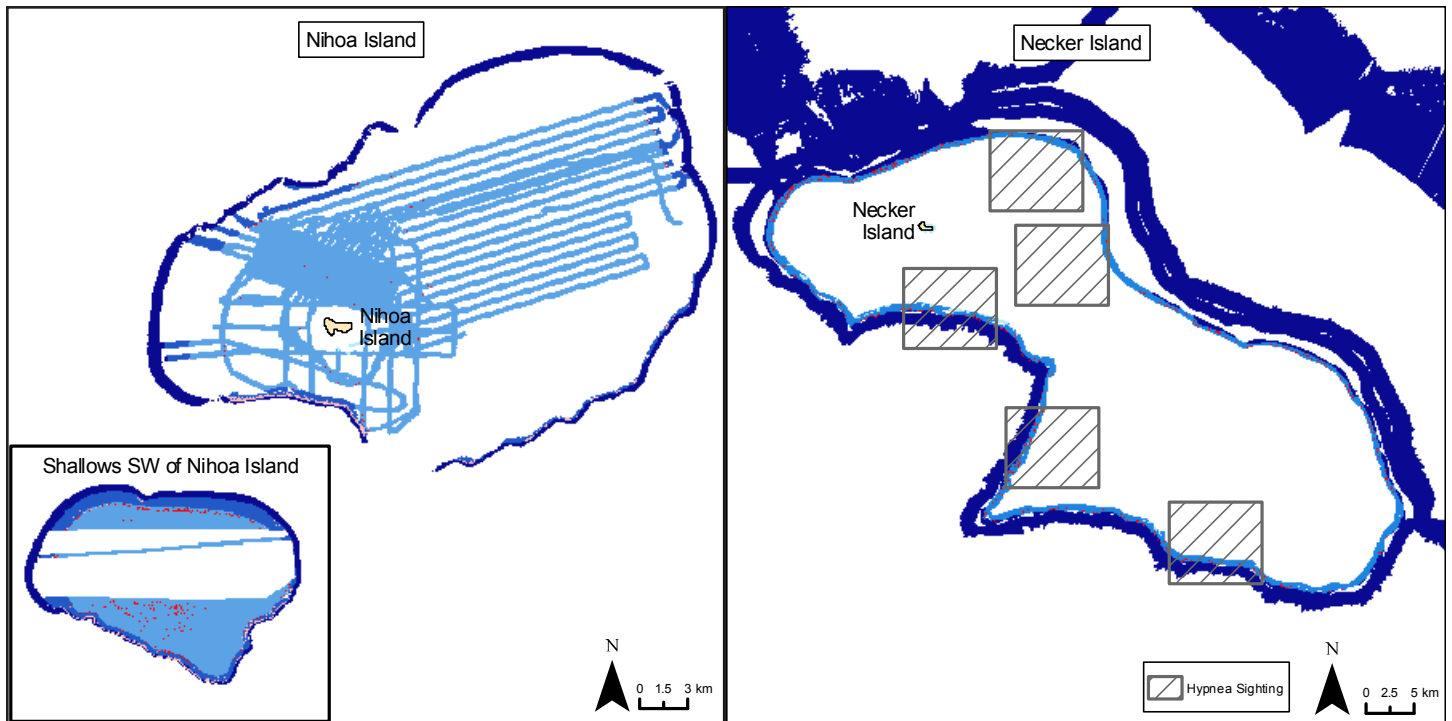 Nihoa Island
Nihoa
Island
Shallows SW of Nihoa Island
N
0 1.5 3 km
Necker Island
Necker
Island
Hypnea Sighting
N
0 2.5 5 km